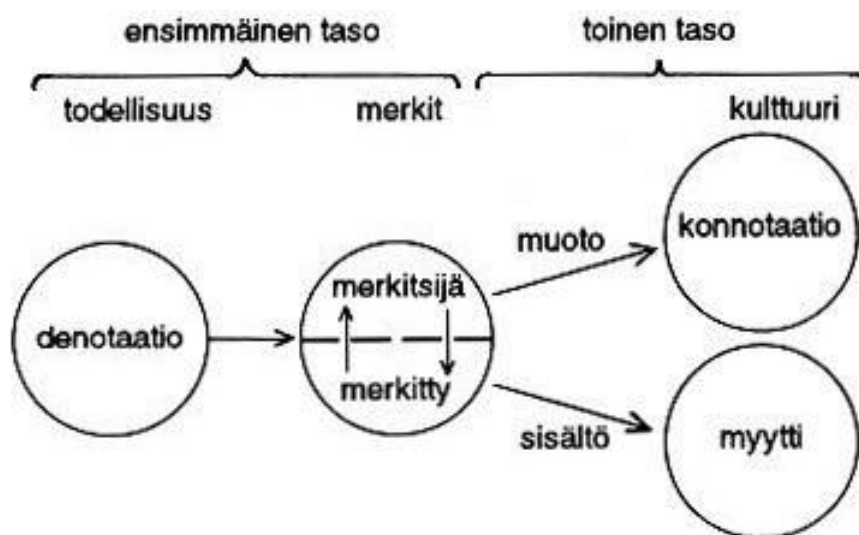 ensimmäinen taso toinen taso
todellisuus merkit kulttuuri
muoto konnotaatio
merkitsijä
denotaatio
merkitty
sisältö myytti